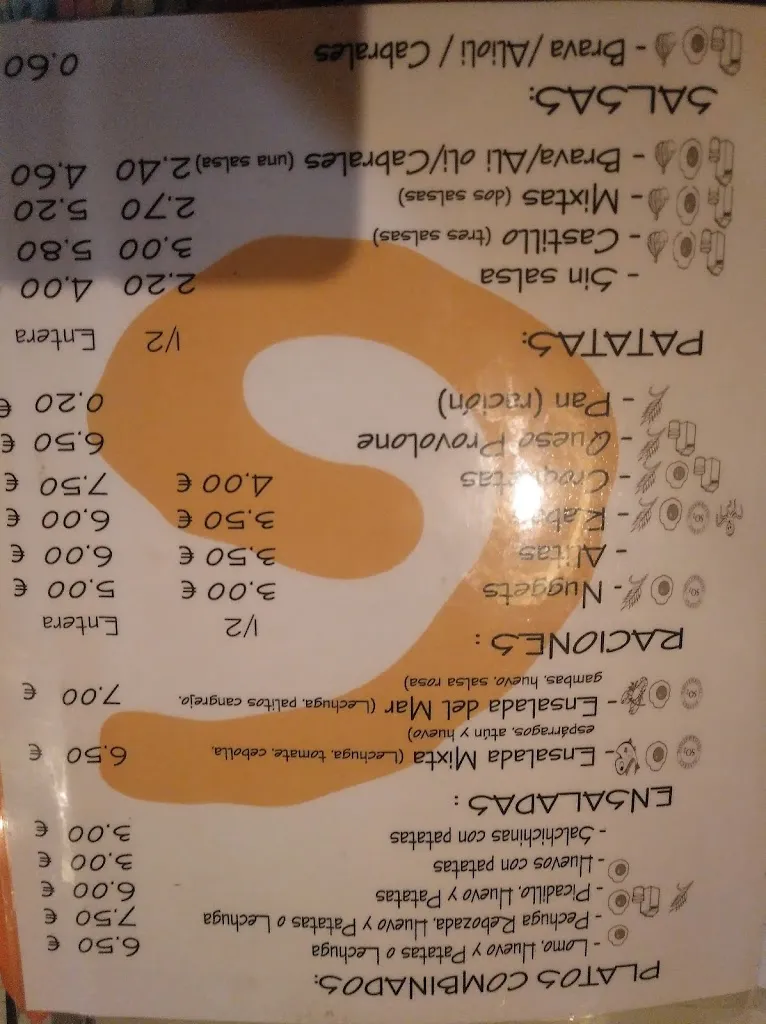 PLATOS COMBINADOS:
- Lomo, Huevo y Patatas o Lechuga 6.50 €
- Pechuga Rebozada, Huevo y Patatas o Lechuga 7.50 €
- Picadillo, Huevo y Patatas 6.00 €
- Huevos con patatas 3.00 €
- Salchichinas con patatas 3.00 €
ENSALADAS :
- Ensalada Mixta (Lechuga, tomate, cebolla, 6.50 €
espárragos, atún y huevo)
- Ensalada del Mar (Lechuga, palitos cangrejo, 7.00 €
gambas, huevo, salsa rosa)
RACIONES :
1/2 Entera
- Nuggets 3.00 € 5.00 €
- Alitas 3.50 € 6.00 €
- Rabas 3.50 € 6.00 €
- Croquetas 4.00 € 7.50 €
- Queso Provolone 6.50 €
- Pan (ración) 0.20 €
PATATAS: 1/2 Entera
- Sin salsa 2.20 4.00
- Castillo (tres salsas) 3.00 5.80
- Mixtas (dos salsas) 2.70 5.20
- Brava/Ali oli/Cabrales (una salsa) 2.40 4.60
SALSAS:
- Brava/Alioli / Cabrales 0.60